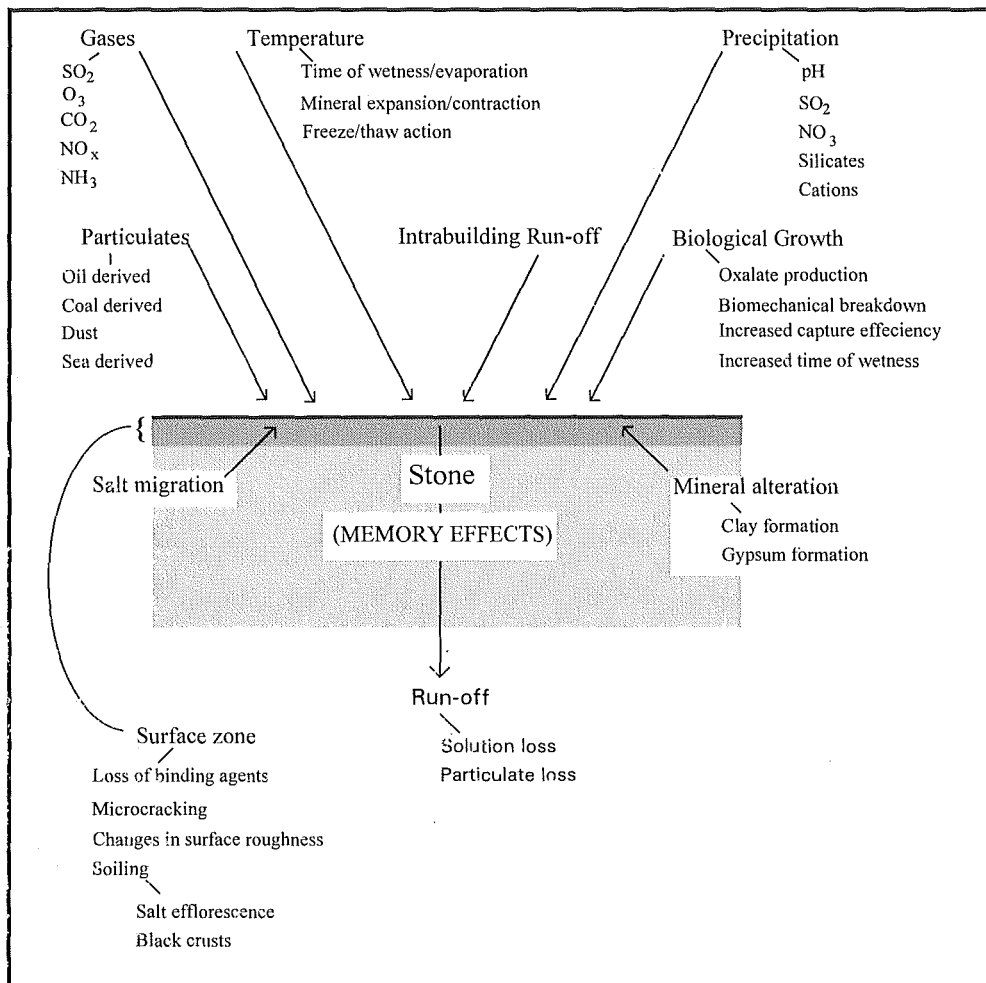 Gases
SO2
O3
CO2
NOx
NH3
Temperature
Time of wetness/evaporation
Mineral expansion/contraction
Freeze/thaw action
Precipitation
pH
SO2
NO3
Silicates
Cations
Particulates
Oil derived
Coal derived
Dust
Sea derived
Intrabuilding Run-off
Biological Growth
Oxalate production
Biomechanical breakdown
Increased capture effeciency
Increased time of wetness
{
Salt migration
Stone
(MEMORY EFFECTS)
Mineral alteration
Clay formation
Gypsum formation
Run-off
Solution loss
Particulate loss
Surface zone
Loss of binding agents
Microcracking
Changes in surface roughness
Soiling
Salt efflorescence
Black crusts